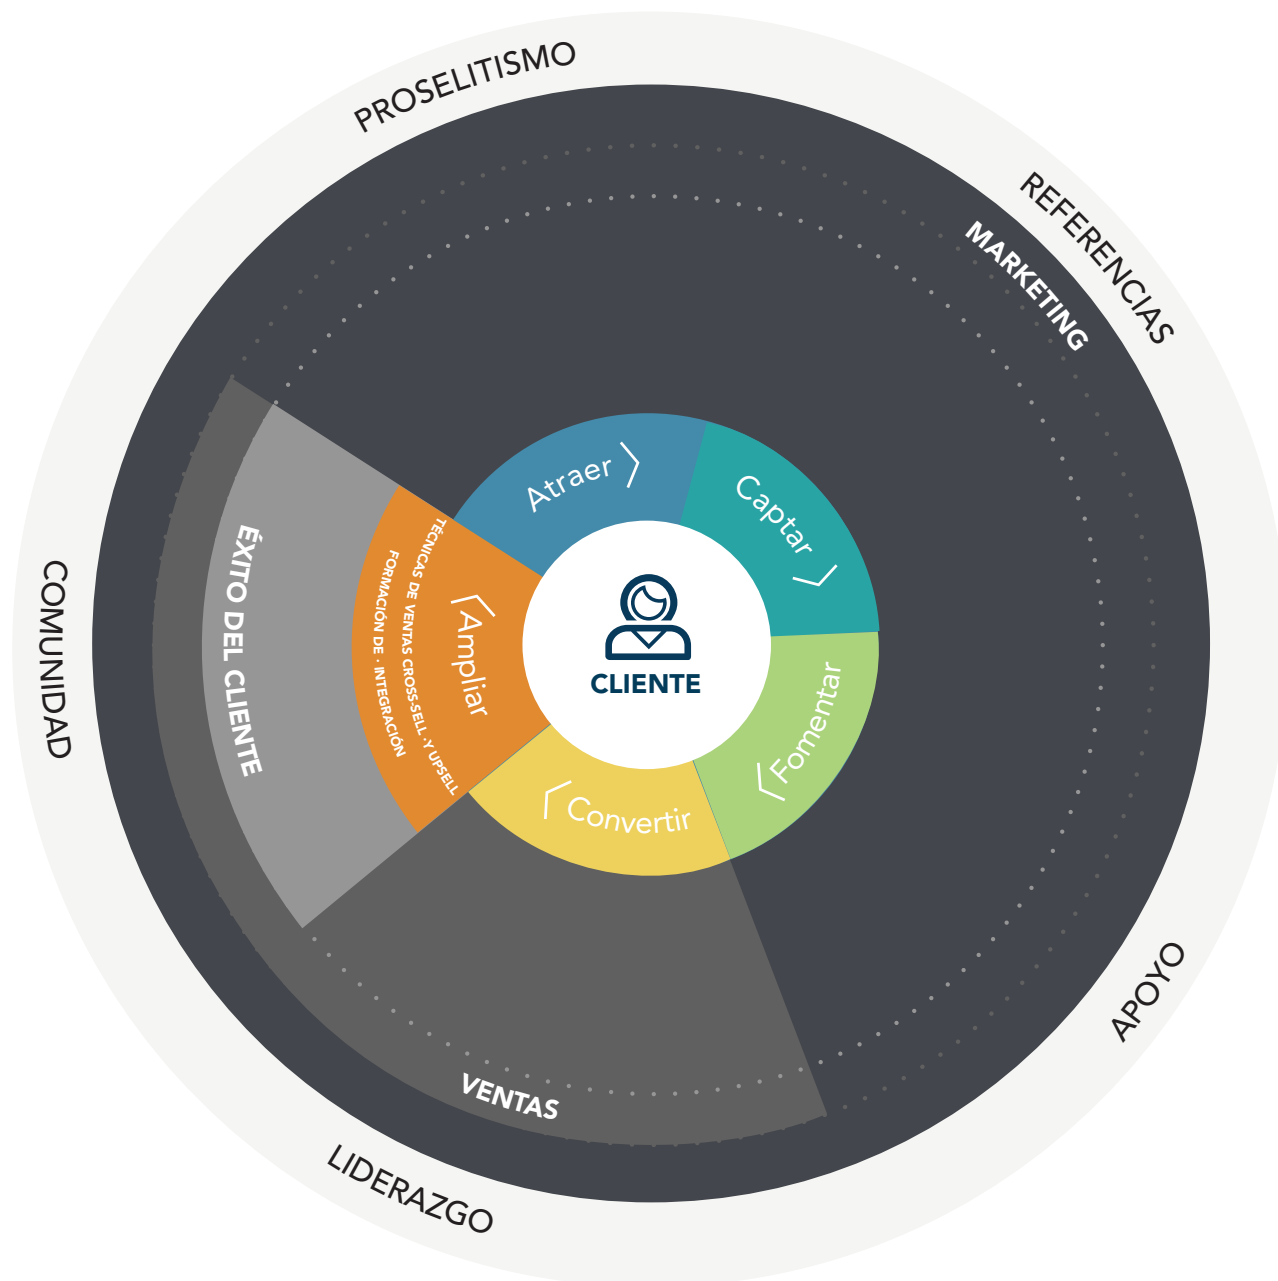 PROSELITISMO
REFERENCIAS
MARKETING
Atraer
Captar
ÉXITO DEL CLIENTE
TÉCNICAS DE VENTAS CROSS-SELL ·Y UPSELL
FORMACIÓN DE · INTEGRACIÓN
Ampliar
CLIENTE
COMUNIDAD
Fomentar
Convertir
APOYO
VENTAS
LIDERAZGO